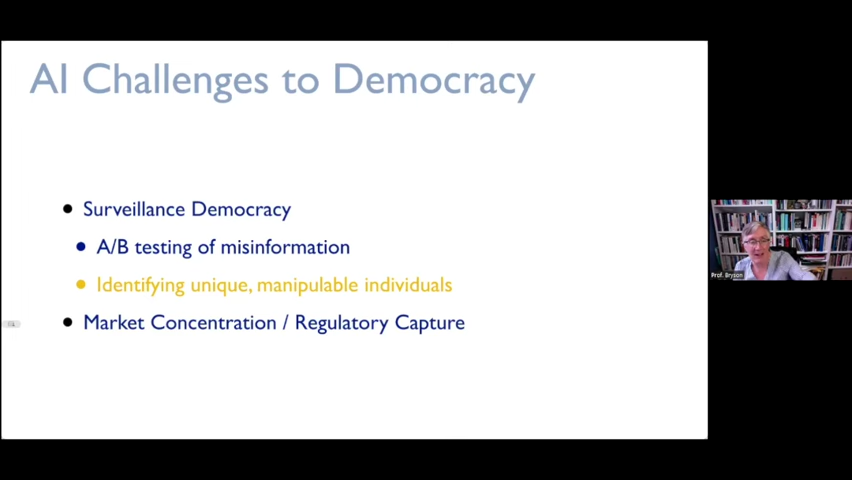 AI Challenges to Democracy
Surveillance Democracy
A/B testing of misinformation
Identifying unique, manipulable individuals
Market Concentration / Regulatory Capture
Prof. Bryson